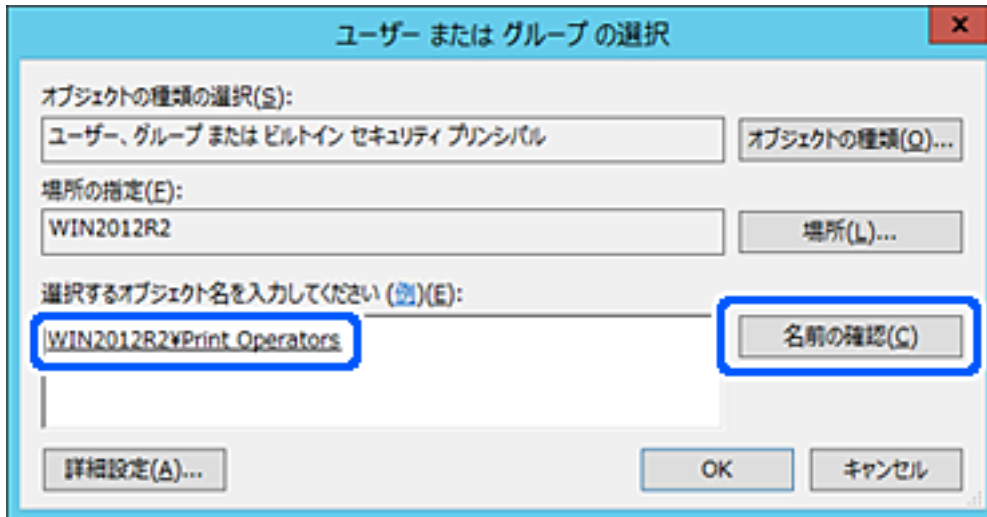 ユーザー または グループ の選択
x
オブジェクトの種類の選択(S):
ユーザー、グループ または ビルトイン セキュリティ プリンシパル
オブジェクトの種類(O)...
場所の指定(F):
WIN2012R2
場所(L)...
選択するオブジェクト名を入力してください (例)(E):
WIN2012R2¥Print Operators
名前の確認(C)
詳細設定(A)...
OK
キャンセル